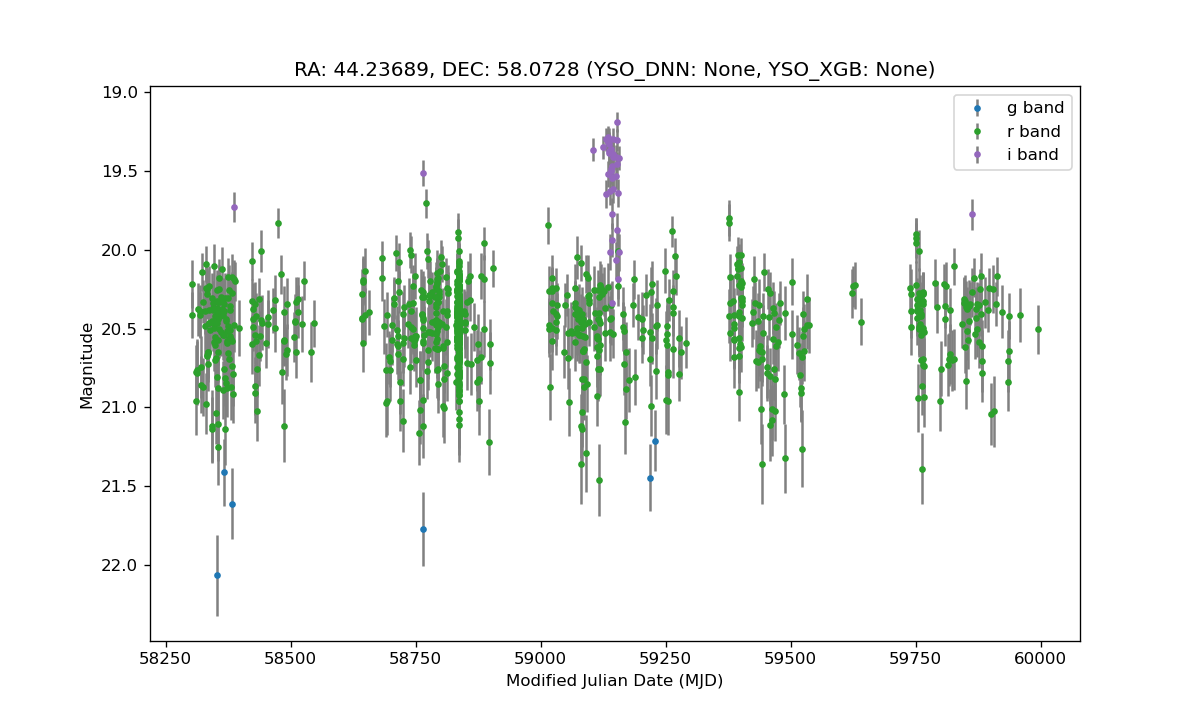 RA: 44.23689, DEC: 58.0728 (YSO_DNN: None, YSO_XGB: None)
g band
r band
i band
19.0
19.5
20.0
20.5
21.0
21.5
22.0
Magnitude
58250
58500
58750
59000
59250
59500
59750
60000
Modified Julian Date (MJD)